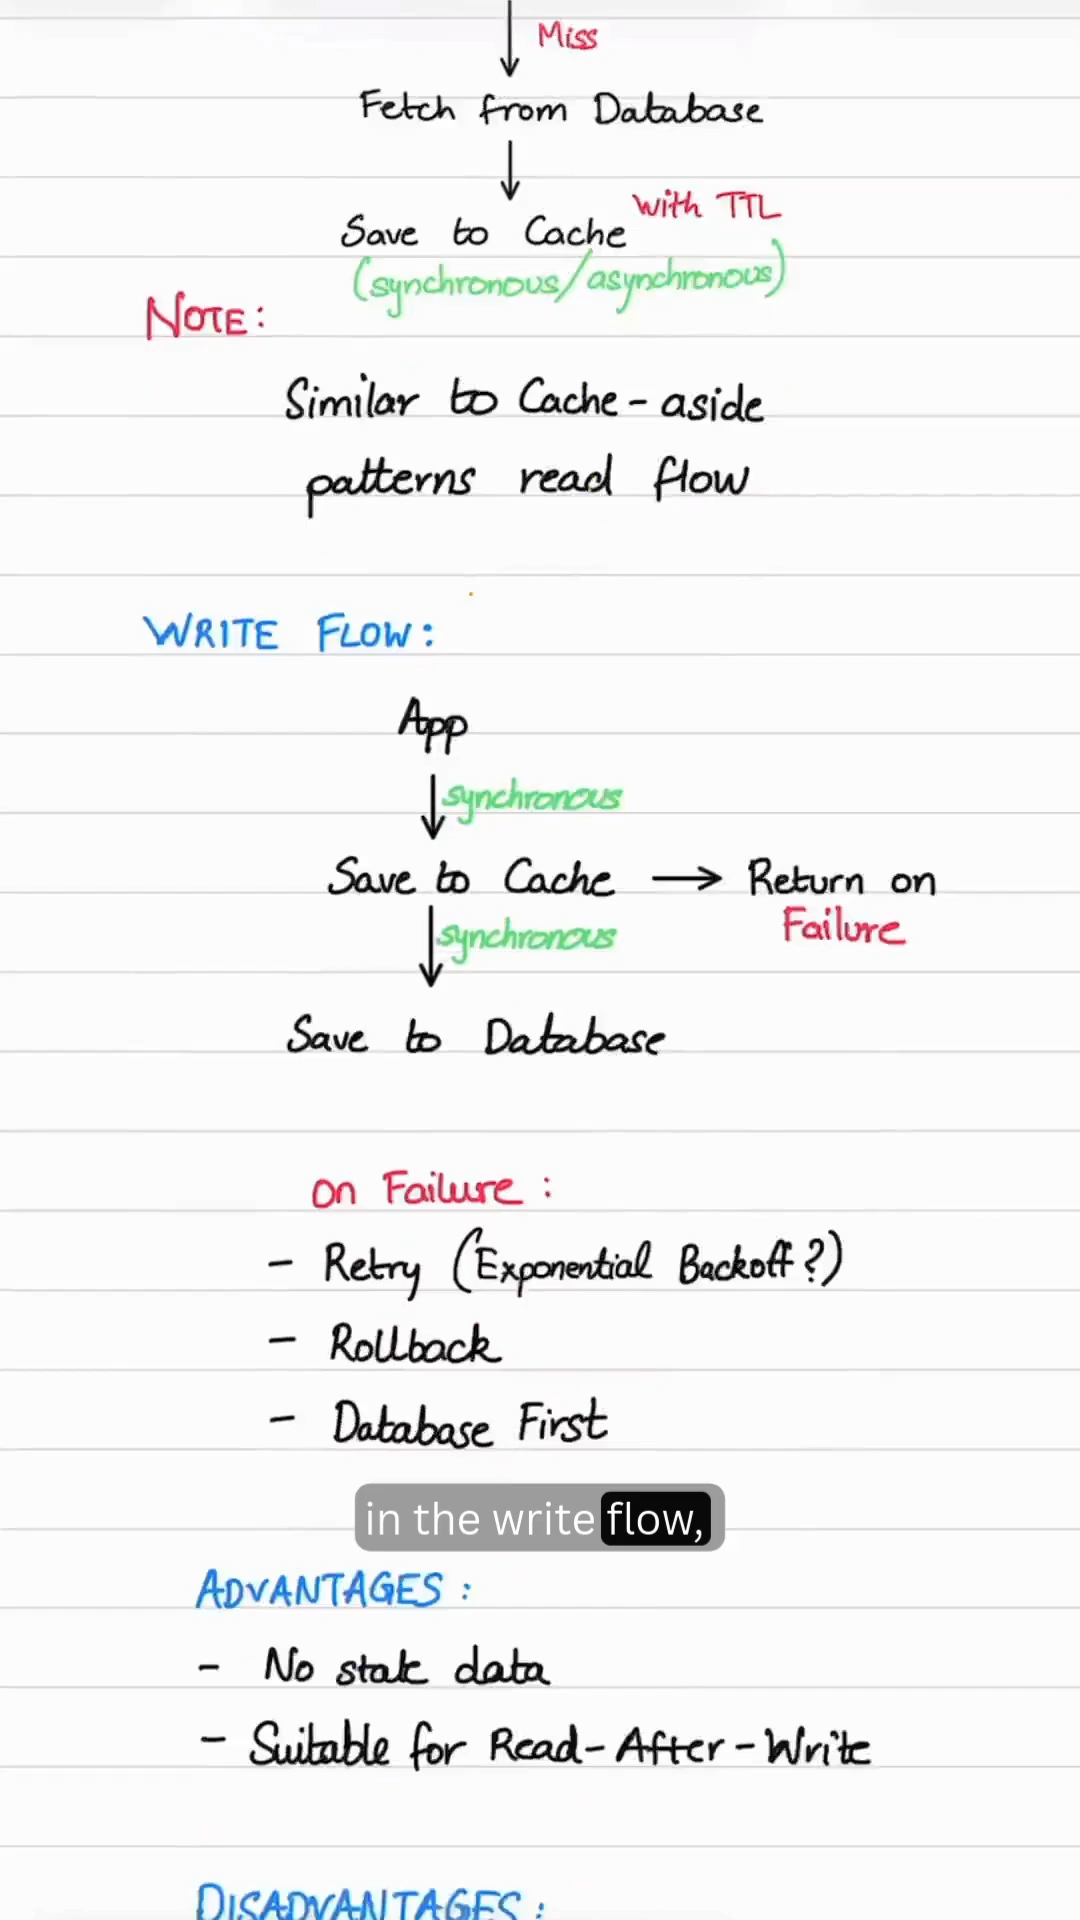 Miss
Fetch from Database
with TTL
Save to Cache
(synchronous/asynchronous)
NOTE:
Similar to Cache-aside
patterns read flow
WRITE FLOW:
App
synchronous
Save to Cache → Return on
Failure
synchronous
Save to Database
on Failure:
- Retry (Exponential Backoff?)
- Rollback
- Database First
in the write flow,
ADVANTAGES:
- No stale data
- Suitable for Read-After-Write
DISADVANTAGES: